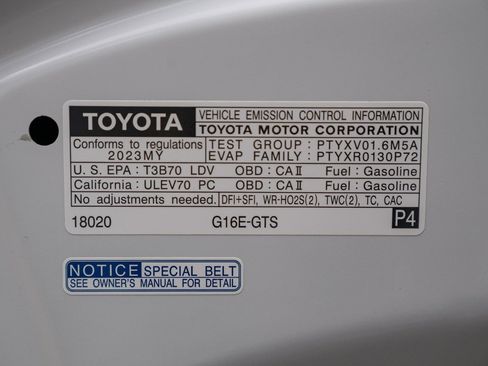 TOYOTA VEHICLE EMISSION CONTROL INFORMATION
TOYOTA MOTOR CORPORATION
Conforms to regulations TEST GROUP : PTYXV01.6M5A
2023MY EVAP FAMILY : PTYXR0130P72
U. S. EPA : T3B70 LDV OBD : CAⅡ Fuel : Gasoline
California : ULEV70 PC OBD : CAⅡ Fuel : Gasoline
No adjustments needed. DFI+SFI, WR-HO2S(2), TWC(2), TC, CAC
18020 G16E-GTS P4
NOTICE SPECIAL BELT
SEE OWNER'S MANUAL FOR DETAIL